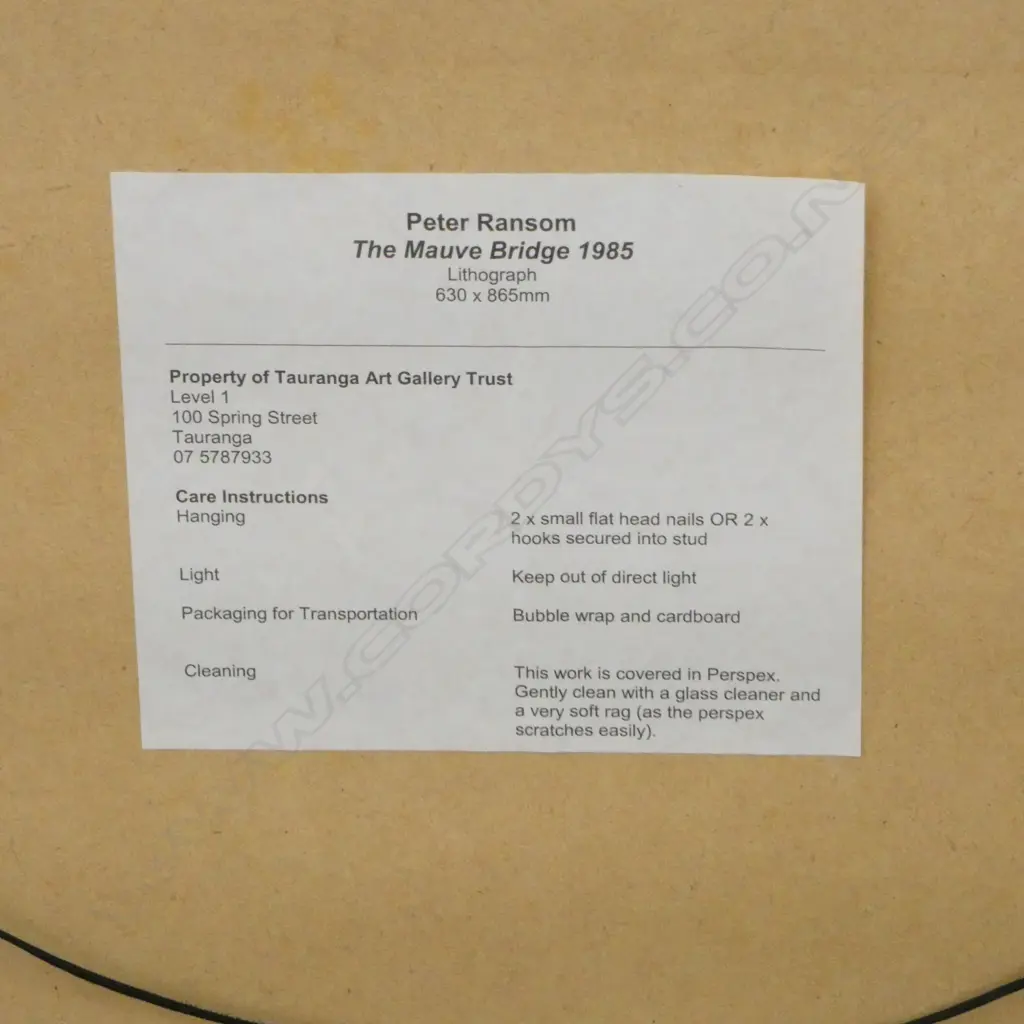 Peter Ransom
The Mauve Bridge 1985
Lithograph
630 x 865mm
Property of Tauranga Art Gallery Trust
Level 1
100 Spring Street
Tauranga
07 5787933
Care Instructions
Hanging
2 x small flat head nails OR 2 x
hooks secured into stud
Light
Keep out of direct light
Packaging for Transportation
Bubble wrap and cardboard
Cleaning
This work is covered in Perspex.
Gently clean with a glass cleaner and
a very soft rag (as the perspex
scratches easily).
W.CORDYS.CO.N